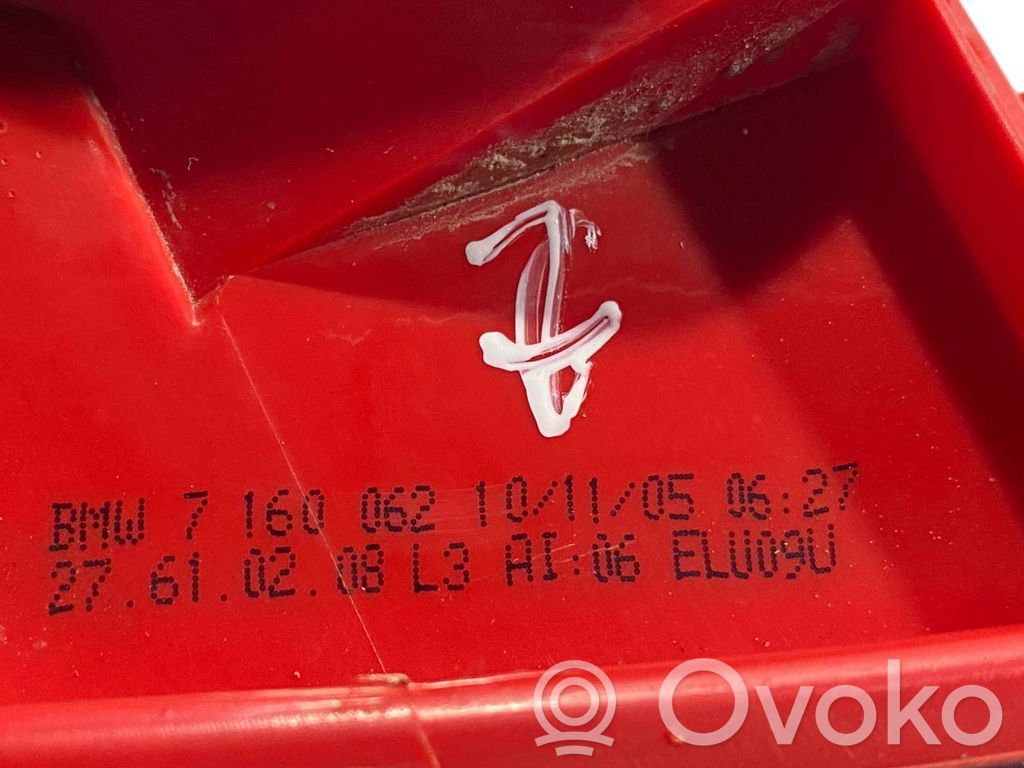 BMW 7 160 062 10/11/05 06:27
27.61.02.08 L3 AI:06 ELU09U
Ovoko